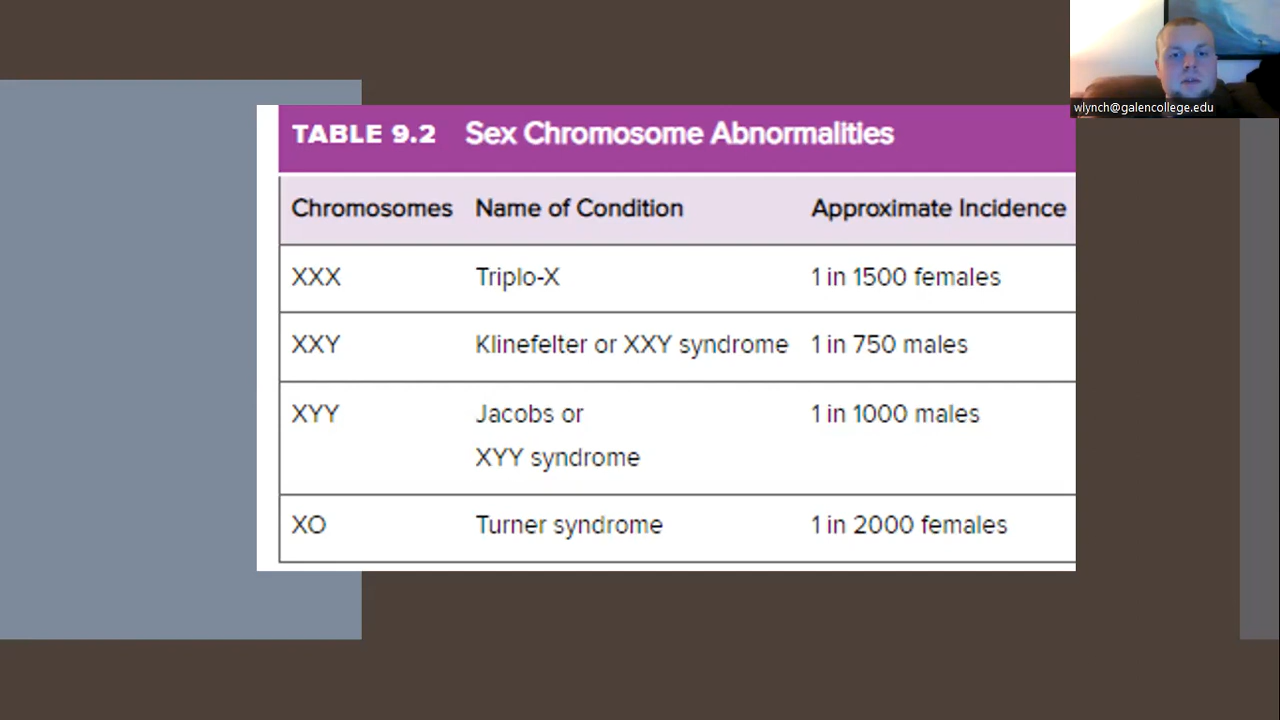 wlynch@galencollege.edu
TABLE 9.2 Sex Chromosome Abnormalities
Chromosomes Name of Condition Approximate Incidence
XXX Triplo-X 1 in 1500 females
XXY Klinefelter or XXY syndrome 1 in 750 males
XYY Jacobs or 1 in 1000 males
XYY syndrome
XO Turner syndrome 1 in 2000 females